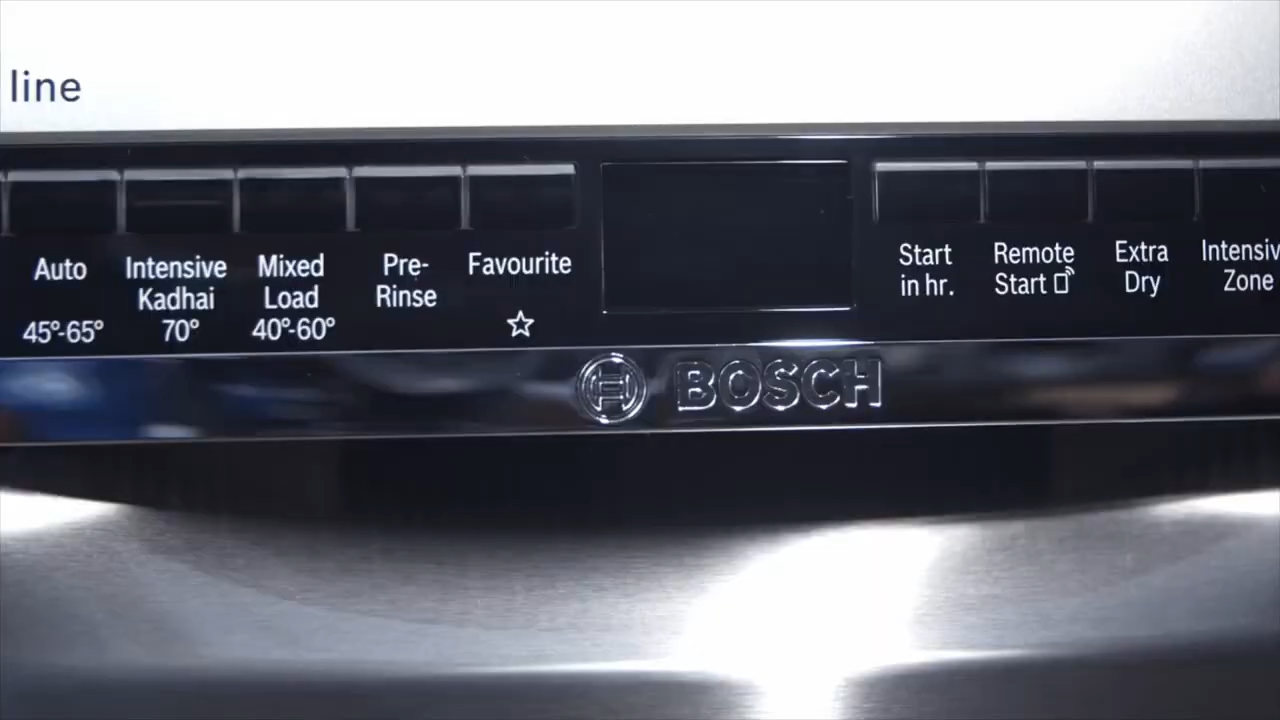 line
Auto
45°-65°
Intensive
Kadhai
70°
Mixed
Load
40°-60°
Pre-
Rinse
Favourite
Start
in hr.
Remote
Start
Extra
Dry
Intensiv
Zone
BOSCH